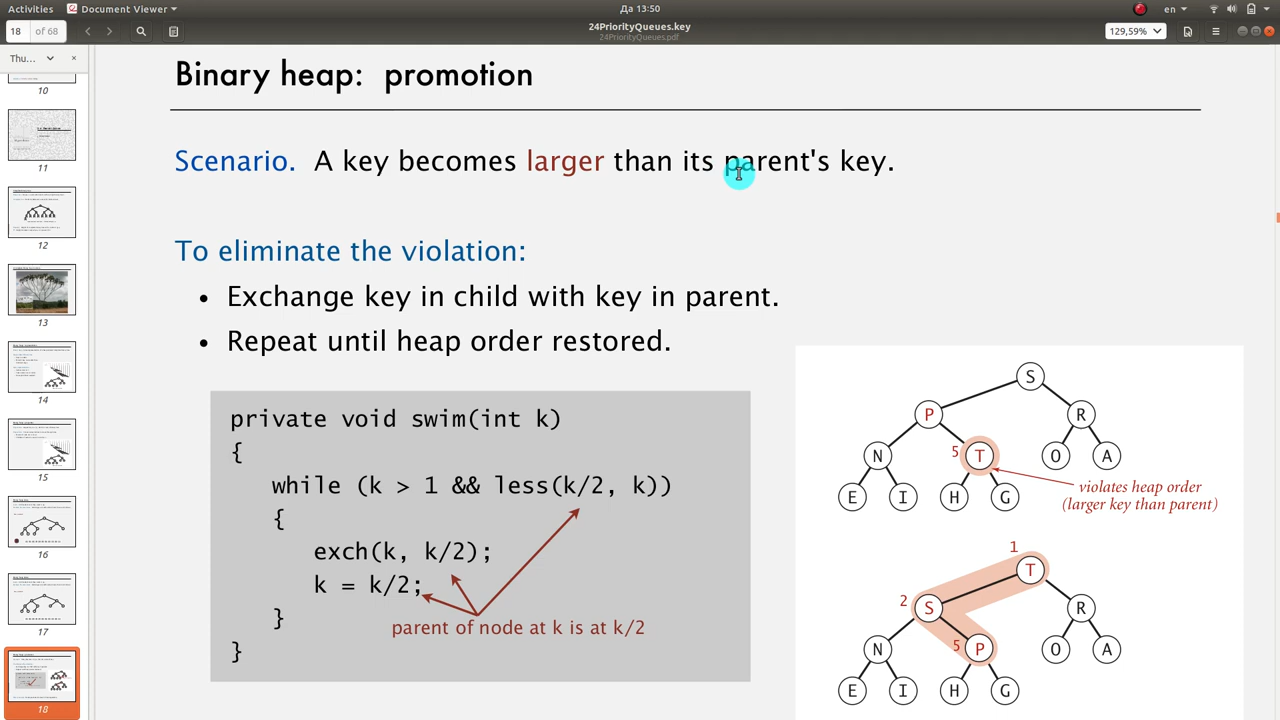 Activities
Document Viewer
Да 13:50
en
18
of 68
24PriorityQueues.key
24PriorityQueues.pdf
129,59%
Thu...
10
11
12
13
14
15
16
17
18
Binary heap: promotion
Scenario. A key becomes larger than its parent's key.
To eliminate the violation:
• Exchange key in child with key in parent.
• Repeat until heap order restored.
private void swim(int k)
{
while (k > 1 && less(k/2, k))
{
exch(k, k/2);
k = k/2;
}
}
parent of node at k is at k/2
S
P
R
N
5
T
O
A
E
I
H
G
violates heap order
(larger key than parent)
1
T
2
S
R
N
5
P
O
A
E
I
H
G